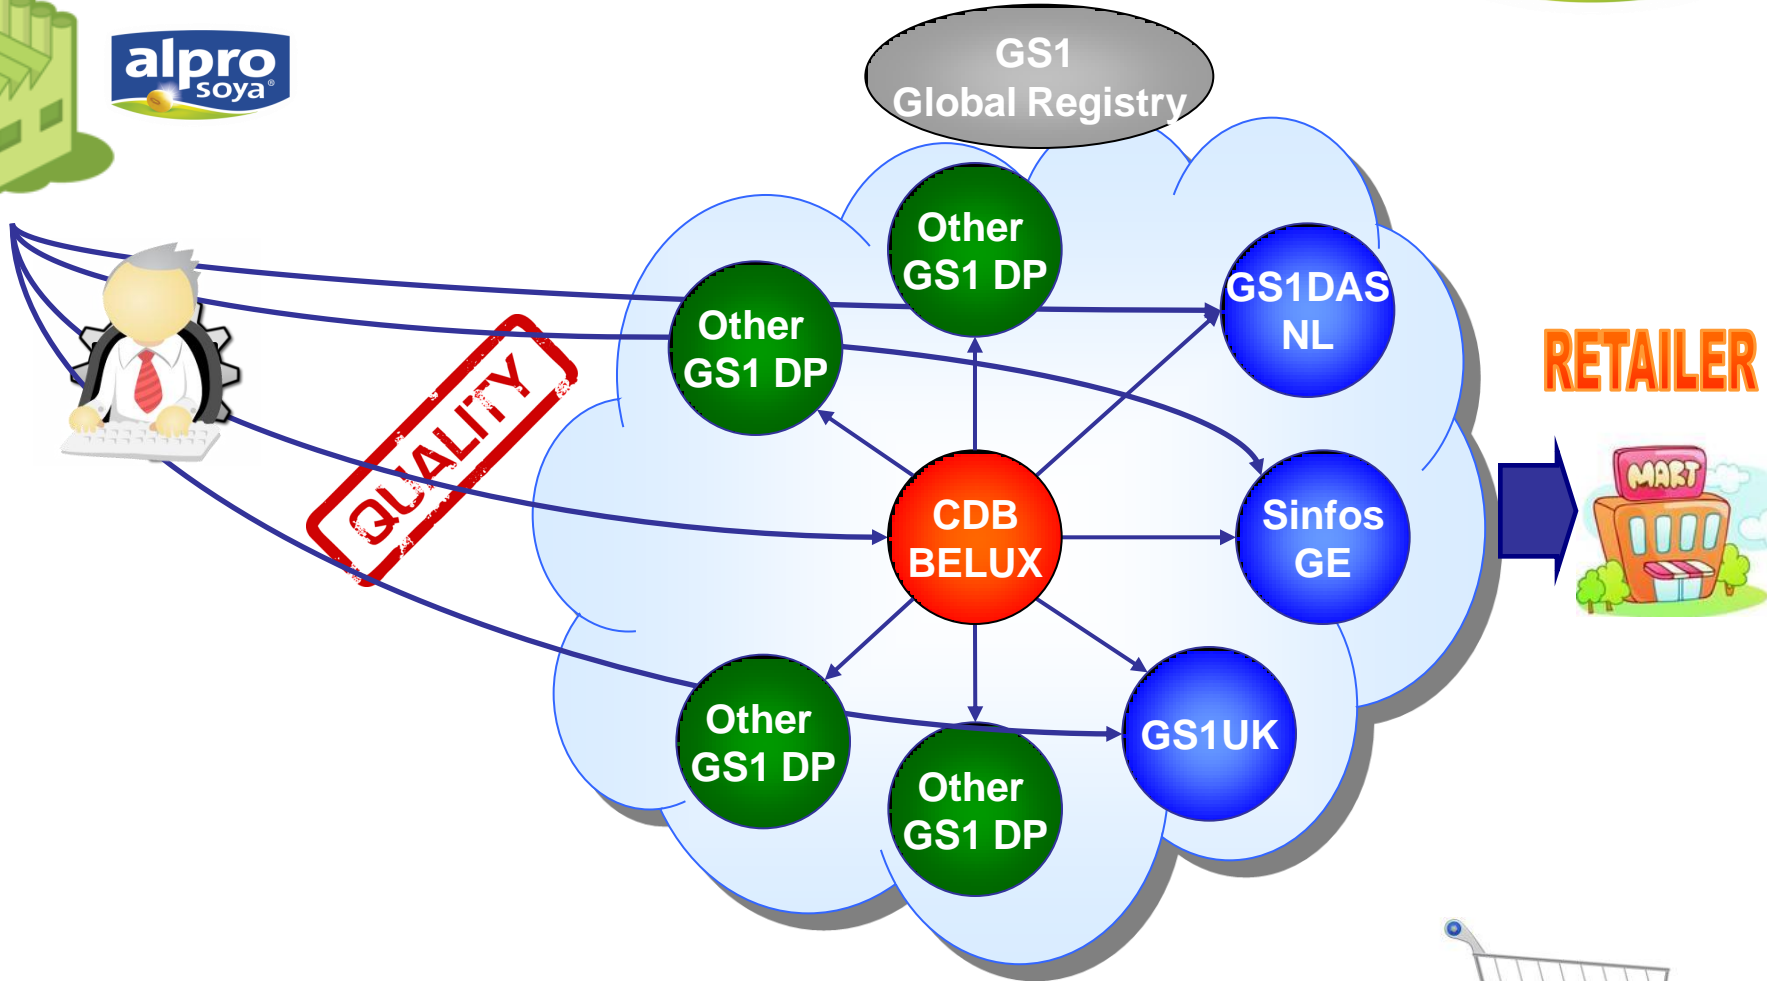 alpro
soya®
GS1
Global Registry
Other
GS1 DP
GS1DAS
NL
Other
GS1 DP
RETAILER
QUALITY
MART
CDB
BELUX
Sinfos
GE
Other
GS1 DP
GS1UK
Other
GS1 DP